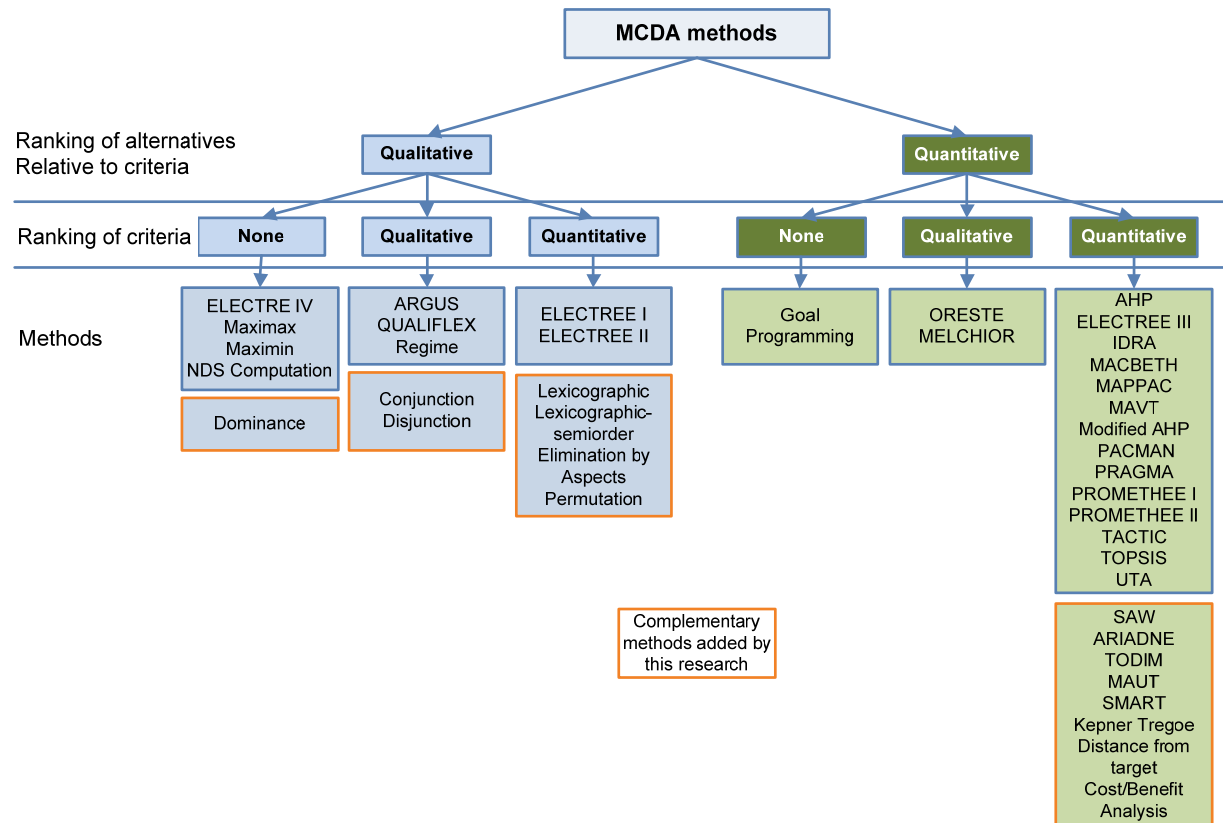 MCDA methods
Ranking of alternatives
Relative to criteria
Qualitative
Quantitative
Ranking of criteria
None
Qualitative
Quantitative
None
Qualitative
Quantitative
Methods
ELECTRE IV
Maximax
Maximin
NDS Computation
Dominance
ARGUS
QUALIFLEX
Regime
Conjunction
Disjunction
ELECTREE I
ELECTREE II
Lexicographic
Lexicographic-
semiorder
Elimination by
Aspects
Permutation
Goal
Programming
ORESTE
MELCHIOR
AHP
ELECTREE III
IDRA
MACBETH
MAPPAC
MAVT
Modified AHP
PACMAN
PRAGMA
PROMETHEE I
PROMETHEE II
TACTIC
TOPSIS
UTA
SAW
ARIADNE
TODIM
MAUT
SMART
Kepner Tregoe
Distance from
target
Cost/Benefit
Analysis
Complementary
methods added by
this research